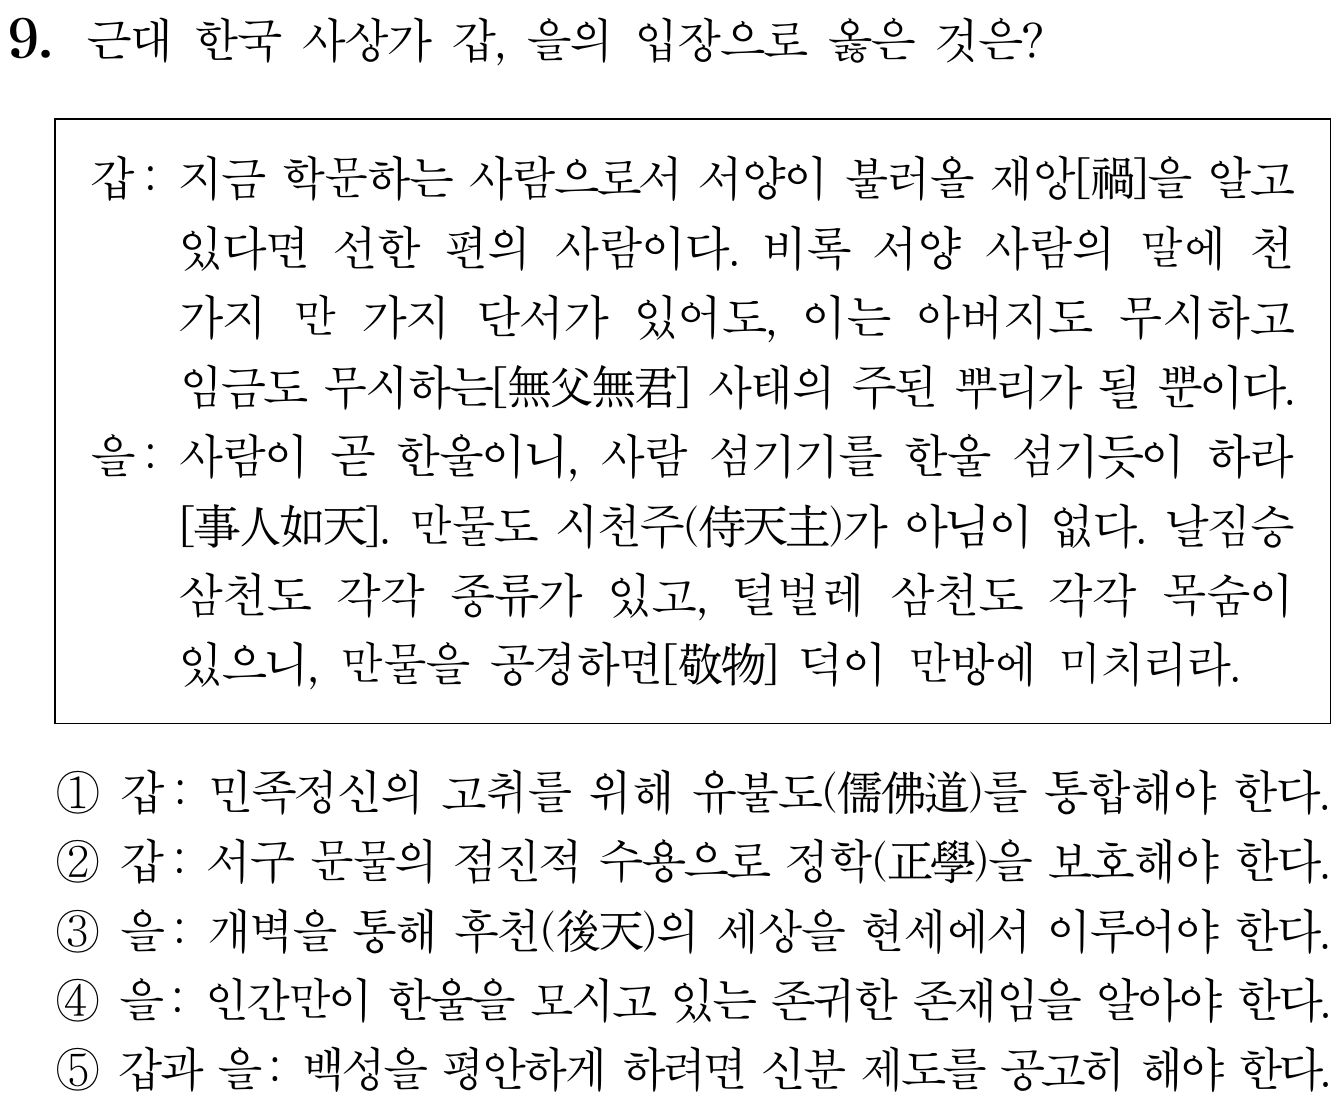 9. 근대 한국 사상가 갑, 을의 입장으로 옳은 것은?
갑: 지금 학문하는 사람으로서 서양이 불러올 재앙[禍]을 알고
있다면 선한 편의 사람이다. 비록 서양 사람의 말에 천
가지 만 가지 단서가 있어도, 이는 아버지도 무시하고
임금도 무시하는[無父無君] 사태의 주된 뿌리가 될 뿐이다.
을: 사람이 곧 한울이니, 사람 섬기기를 한울 섬기듯이 하라
[事人如天]. 만물도 시천주(侍天主)가 아님이 없다. 날짐승
삼천도 각각 종류가 있고, 털벌레 삼천도 각각 목숨이
있으니, 만물을 공경하면[敬物] 덕이 만방에 미치리라.
① 갑: 민족정신의 고취를 위해 유불도(儒佛道)를 통합해야 한다.
② 갑: 서구 문물의 점진적 수용으로 정학(正學)을 보호해야 한다.
③ 을: 개벽을 통해 후천(後天)의 세상을 현세에서 이루어야 한다.
④ 을: 인간만이 한울을 모시고 있는 존귀한 존재임을 알아야 한다.
⑤ 갑과 을: 백성을 평안하게 하려면 신분 제도를 공고히 해야 한다.